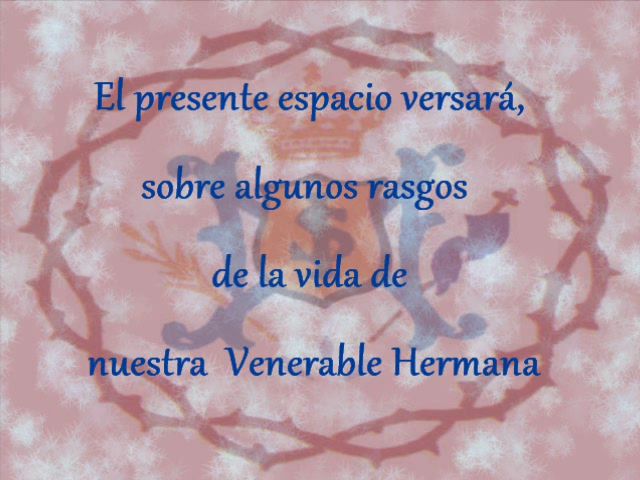 El presente espacio versará,
sobre algunos rasgos
de la vida de
nuestra Venerable Hermana